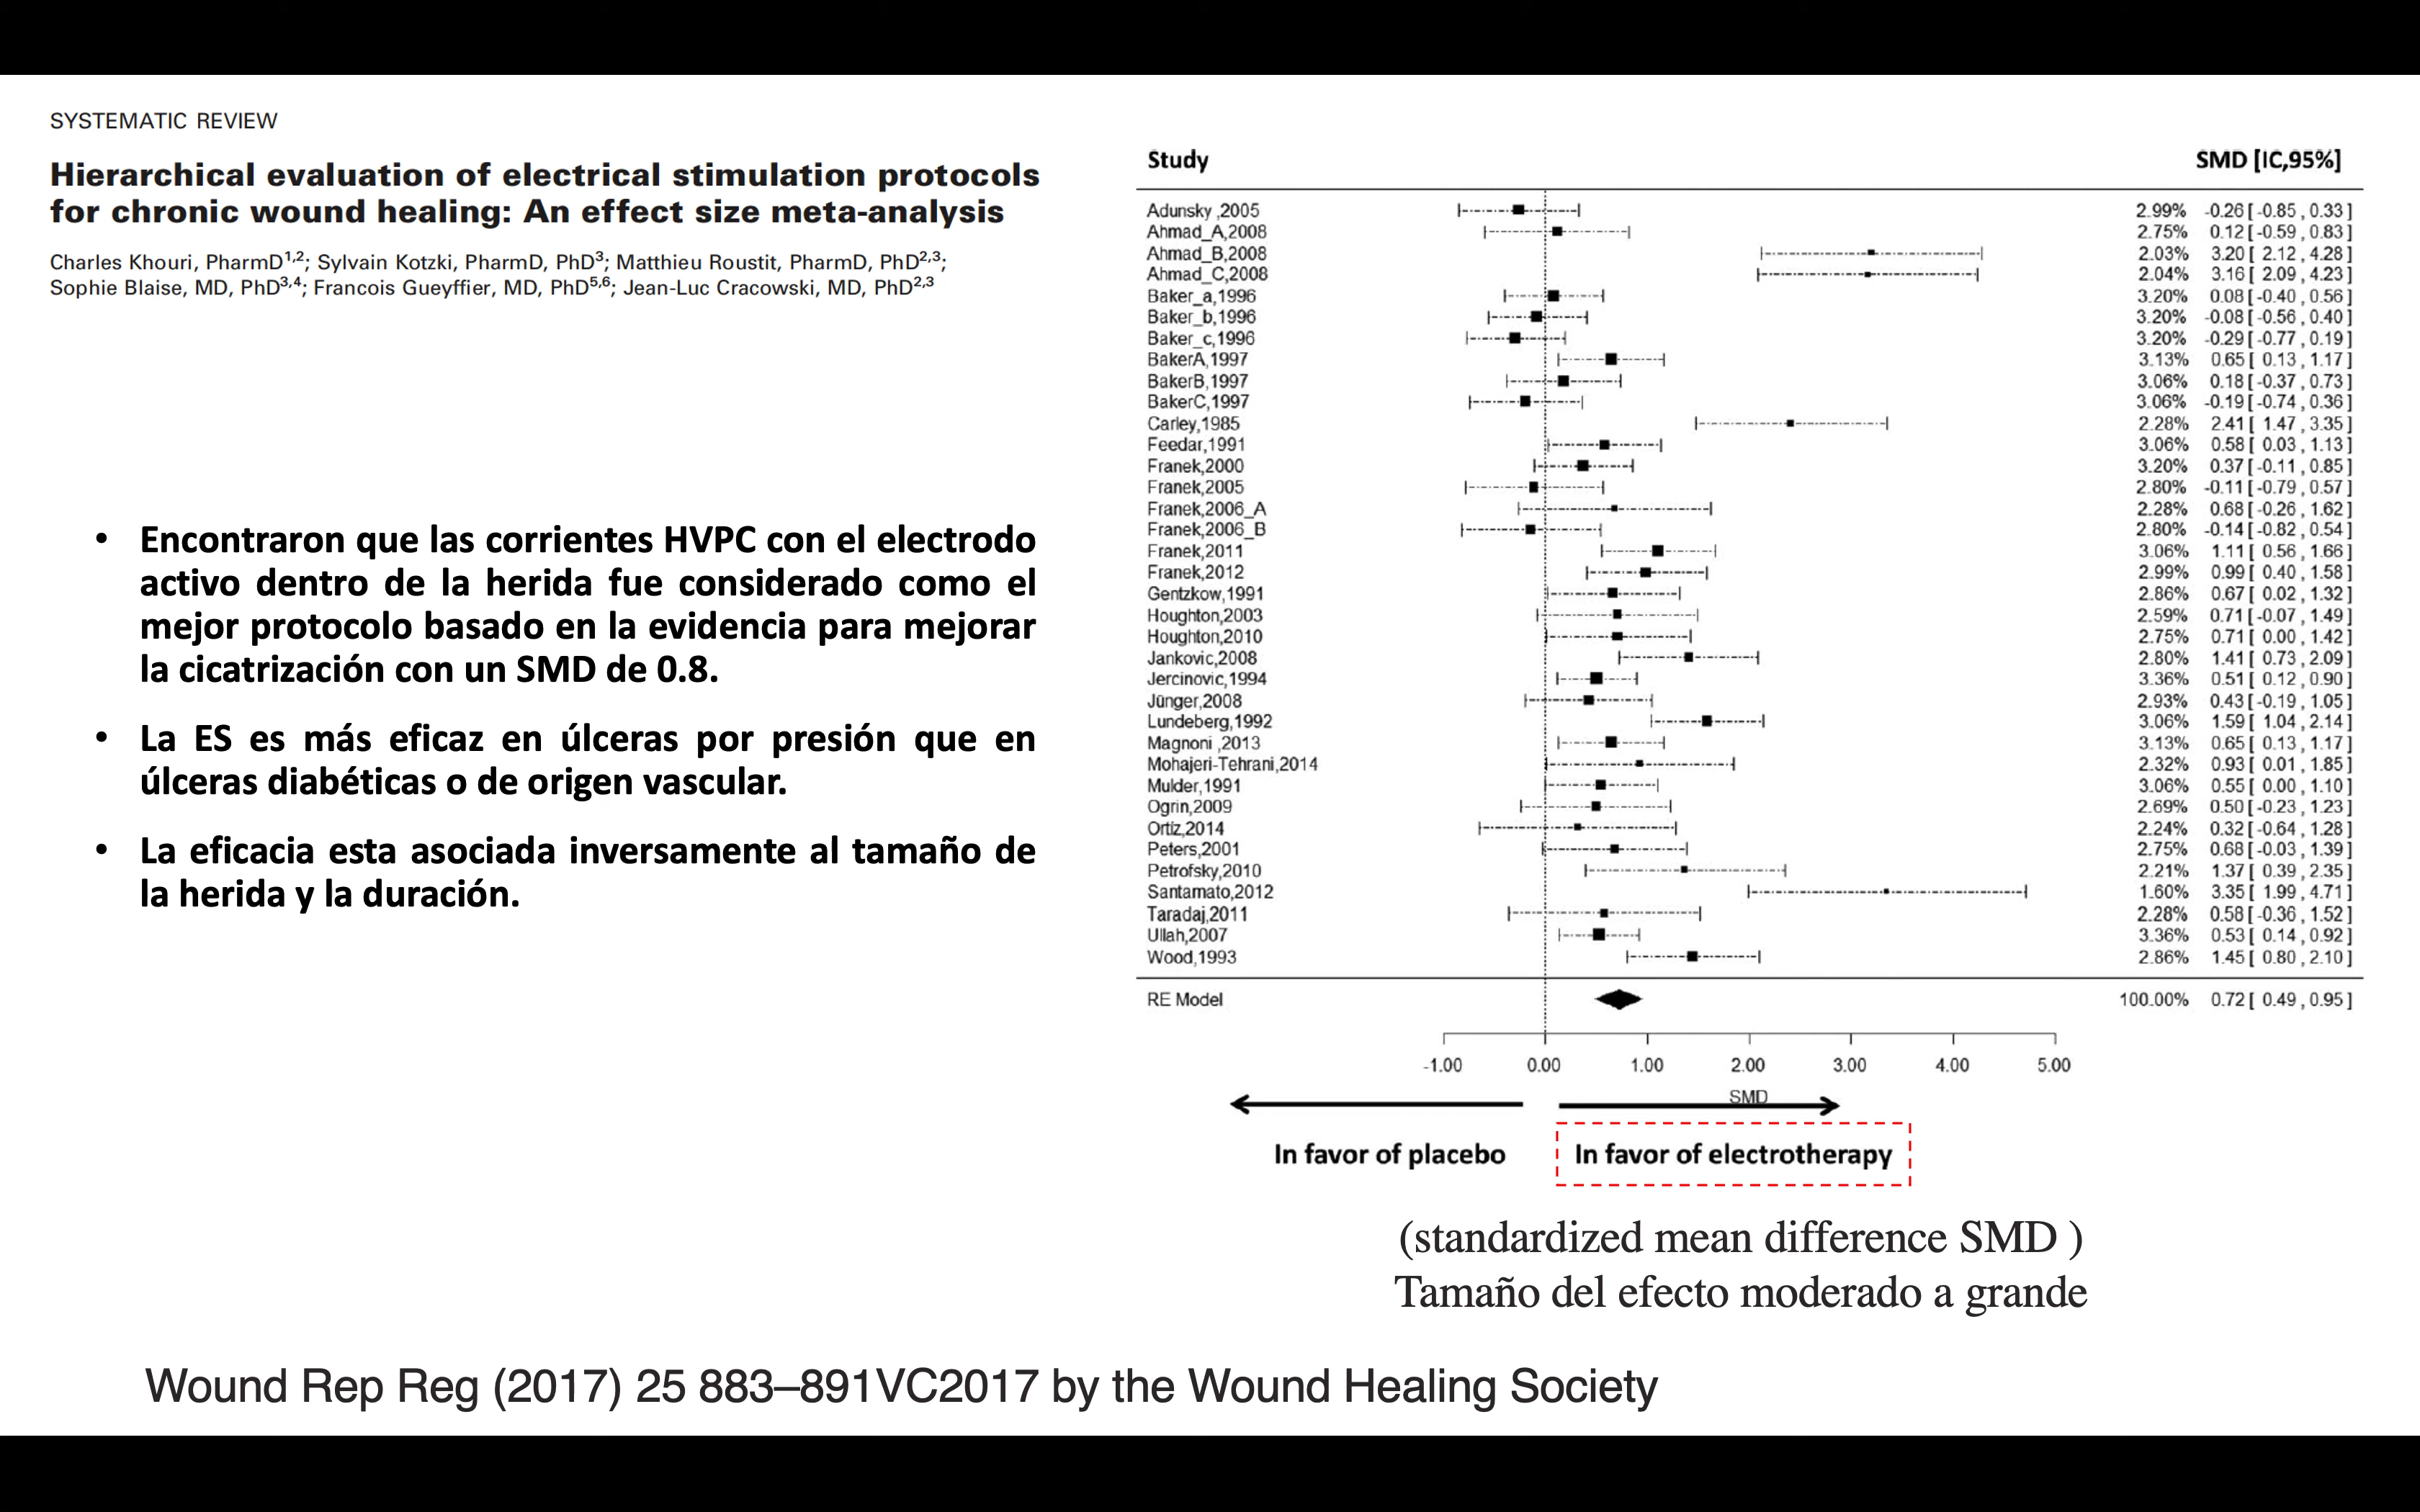 SYSTEMATIC REVIEW
Hierarchical evaluation of electrical stimulation protocols
for chronic wound healing: An effect size meta-analysis
Charles Khouri, PharmD1,2; Sylvain Kotzki, PharmD, PhD3; Matthieu Roustit, PharmD, PhD2,3;
Sophie Blaise, MD, PhD3,4; Francois Gueyffier, MD, PhD5,6; Jean-Luc Cracowski, MD, PhD2,3
• Encontraron que las corrientes HVPC con el electrodo
activo dentro de la herida fue considerado como el
mejor protocolo basado en la evidencia para mejorar
la cicatrización con un SMD de 0.8.
• La ES es más eficaz en úlceras por presión que en
úlceras diabéticas o de origen vascular.
• La eficacia esta asociada inversamente al tamaño de
la herida y la duración.
Study SMD [IC,95%]
Adunsky ,2005 2.99% -0.26 [ -0.85 , 0.33 ]
Ahmad_A,2008 2.75% 0.12 [ -0.59 , 0.83 ]
Ahmad_B,2008 2.03% 3.20 [ 2.12 , 4.28 ]
Ahmad_C,2008 2.04% 3.16 [ 2.09 , 4.23 ]
Baker_a,1996 3.20% 0.08 [ -0.40 , 0.56 ]
Baker_b,1996 3.20% -0.08 [ -0.56 , 0.40 ]
Baker_c,1996 3.20% -0.29 [ -0.77 , 0.19 ]
BakerA,1997 3.13% 0.65 [ 0.13 , 1.17 ]
BakerB,1997 3.06% 0.18 [ -0.37 , 0.73 ]
BakerC,1997 3.06% -0.19 [ -0.74 , 0.36 ]
Carley,1985 2.28% 2.41 [ 1.47 , 3.35 ]
Feedar,1991 3.06% 0.58 [ 0.03 , 1.13 ]
Franek,2000 3.20% 0.37 [ -0.11 , 0.85 ]
Franek,2005 2.80% -0.11 [ -0.79 , 0.57 ]
Franek,2006_A 2.28% 0.68 [ -0.26 , 1.62 ]
Franek,2006_B 2.80% -0.14 [ -0.82 , 0.54 ]
Franek,2011 3.06% 1.11 [ 0.56 , 1.66 ]
Franek,2012 2.99% 0.99 [ 0.40 , 1.58 ]
Gentzkow,1991 2.86% 0.67 [ 0.02 , 1.32 ]
Houghton,2003 2.59% 0.71 [ -0.07 , 1.49 ]
Houghton,2010 2.75% 0.71 [ 0.00 , 1.42 ]
Jankovic,2008 2.80% 1.41 [ 0.73 , 2.09 ]
Jercinovic,1994 3.36% 0.51 [ 0.12 , 0.90 ]
Jünger,2008 2.93% 0.43 [ -0.19 , 1.05 ]
Lundeberg,1992 3.06% 1.59 [ 1.04 , 2.14 ]
Magnoni ,2013 3.13% 0.65 [ 0.13 , 1.17 ]
Mohajeri-Tehrani,2014 2.32% 0.93 [ 0.01 , 1.85 ]
Mulder,1991 3.06% 0.55 [ 0.00 , 1.10 ]
Ogrin,2009 2.69% 0.50 [ -0.23 , 1.23 ]
Ortíz,2014 2.24% 0.32 [ -0.64 , 1.28 ]
Peters,2001 2.75% 0.68 [ -0.03 , 1.39 ]
Petrofsky,2010 2.21% 1.37 [ 0.39 , 2.35 ]
Santamato,2012 1.60% 3.35 [ 1.99 , 4.71 ]
Taradaj,2011 2.28% 0.58 [ -0.36 , 1.52 ]
Ullah,2007 3.36% 0.53 [ 0.14 , 0.92 ]
Wood,1993 2.86% 1.45 [ 0.80 , 2.10 ]
RE Model 100.00% 0.72 [ 0.49 , 0.95 ]
-1.00 0.00 1.00 2.00 3.00 4.00 5.00
SMD
In favor of placebo In favor of electrotherapy
(standardized mean difference SMD )
Tamaño del efecto moderado a grande
Wound Rep Reg (2017) 25 883–891VC2017 by the Wound Healing Society